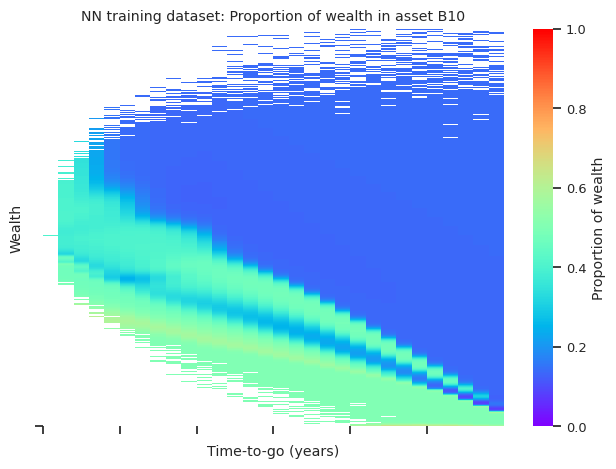 NN training dataset: Proportion of wealth in asset B10
1.0
0.8
0.6
0.4
0.2
0.0
Proportion of wealth
Wealth
Time-to-go (years)